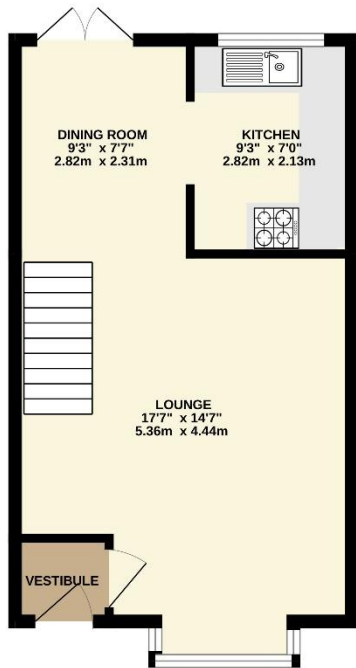 DINING ROOM
9'3" x 7'7"
2.82m x 2.31m
KITCHEN
9'3" x 7'0"
2.82m x 2.13m
LOUNGE
17'7" x 14'7"
5.36m x 4.44m
VESTIBULE